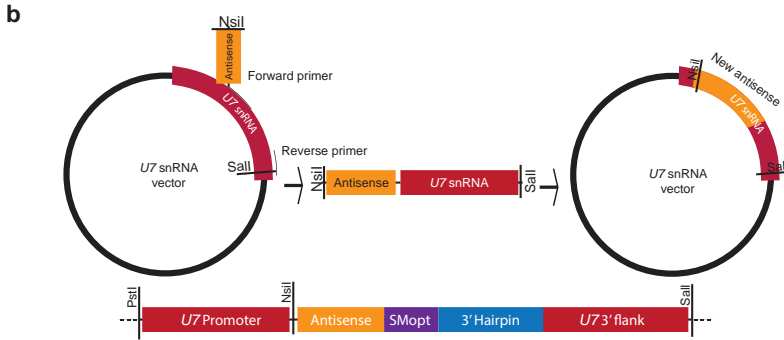 b
NsiI
Antisense
Forward primer
U7 snRNA
Reverse primer
SalI
U7 snRNA
vector
NsiI
Antisense
U7 snRNA
SalI
NsiI
New antisense
U7 snRNA
SalI
U7 snRNA
vector
PstI
U7 Promoter
NsiI
Antisense
SMopt
3' Hairpin
U7 3' flank
SalI